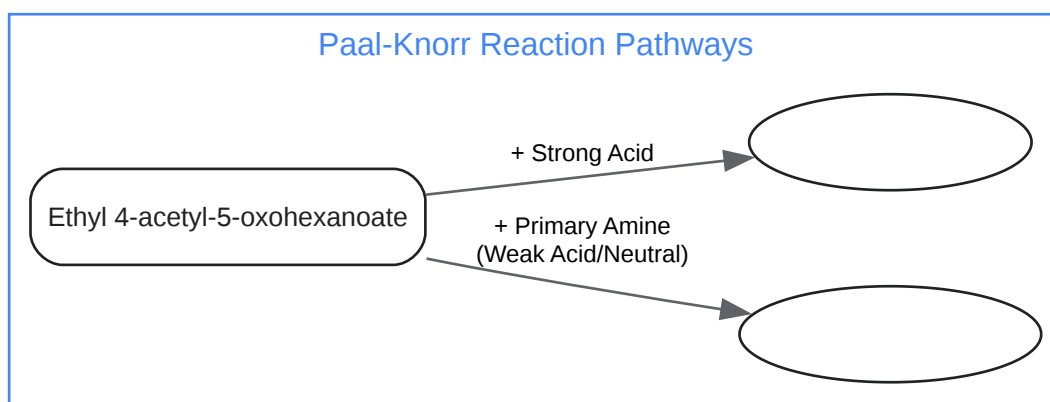 Paal-Knorr Reaction Pathways
+ Strong Acid
Ethyl 4-acetyl-5-oxohexanoate
+ Primary Amine
(Weak Acid/Neutral)